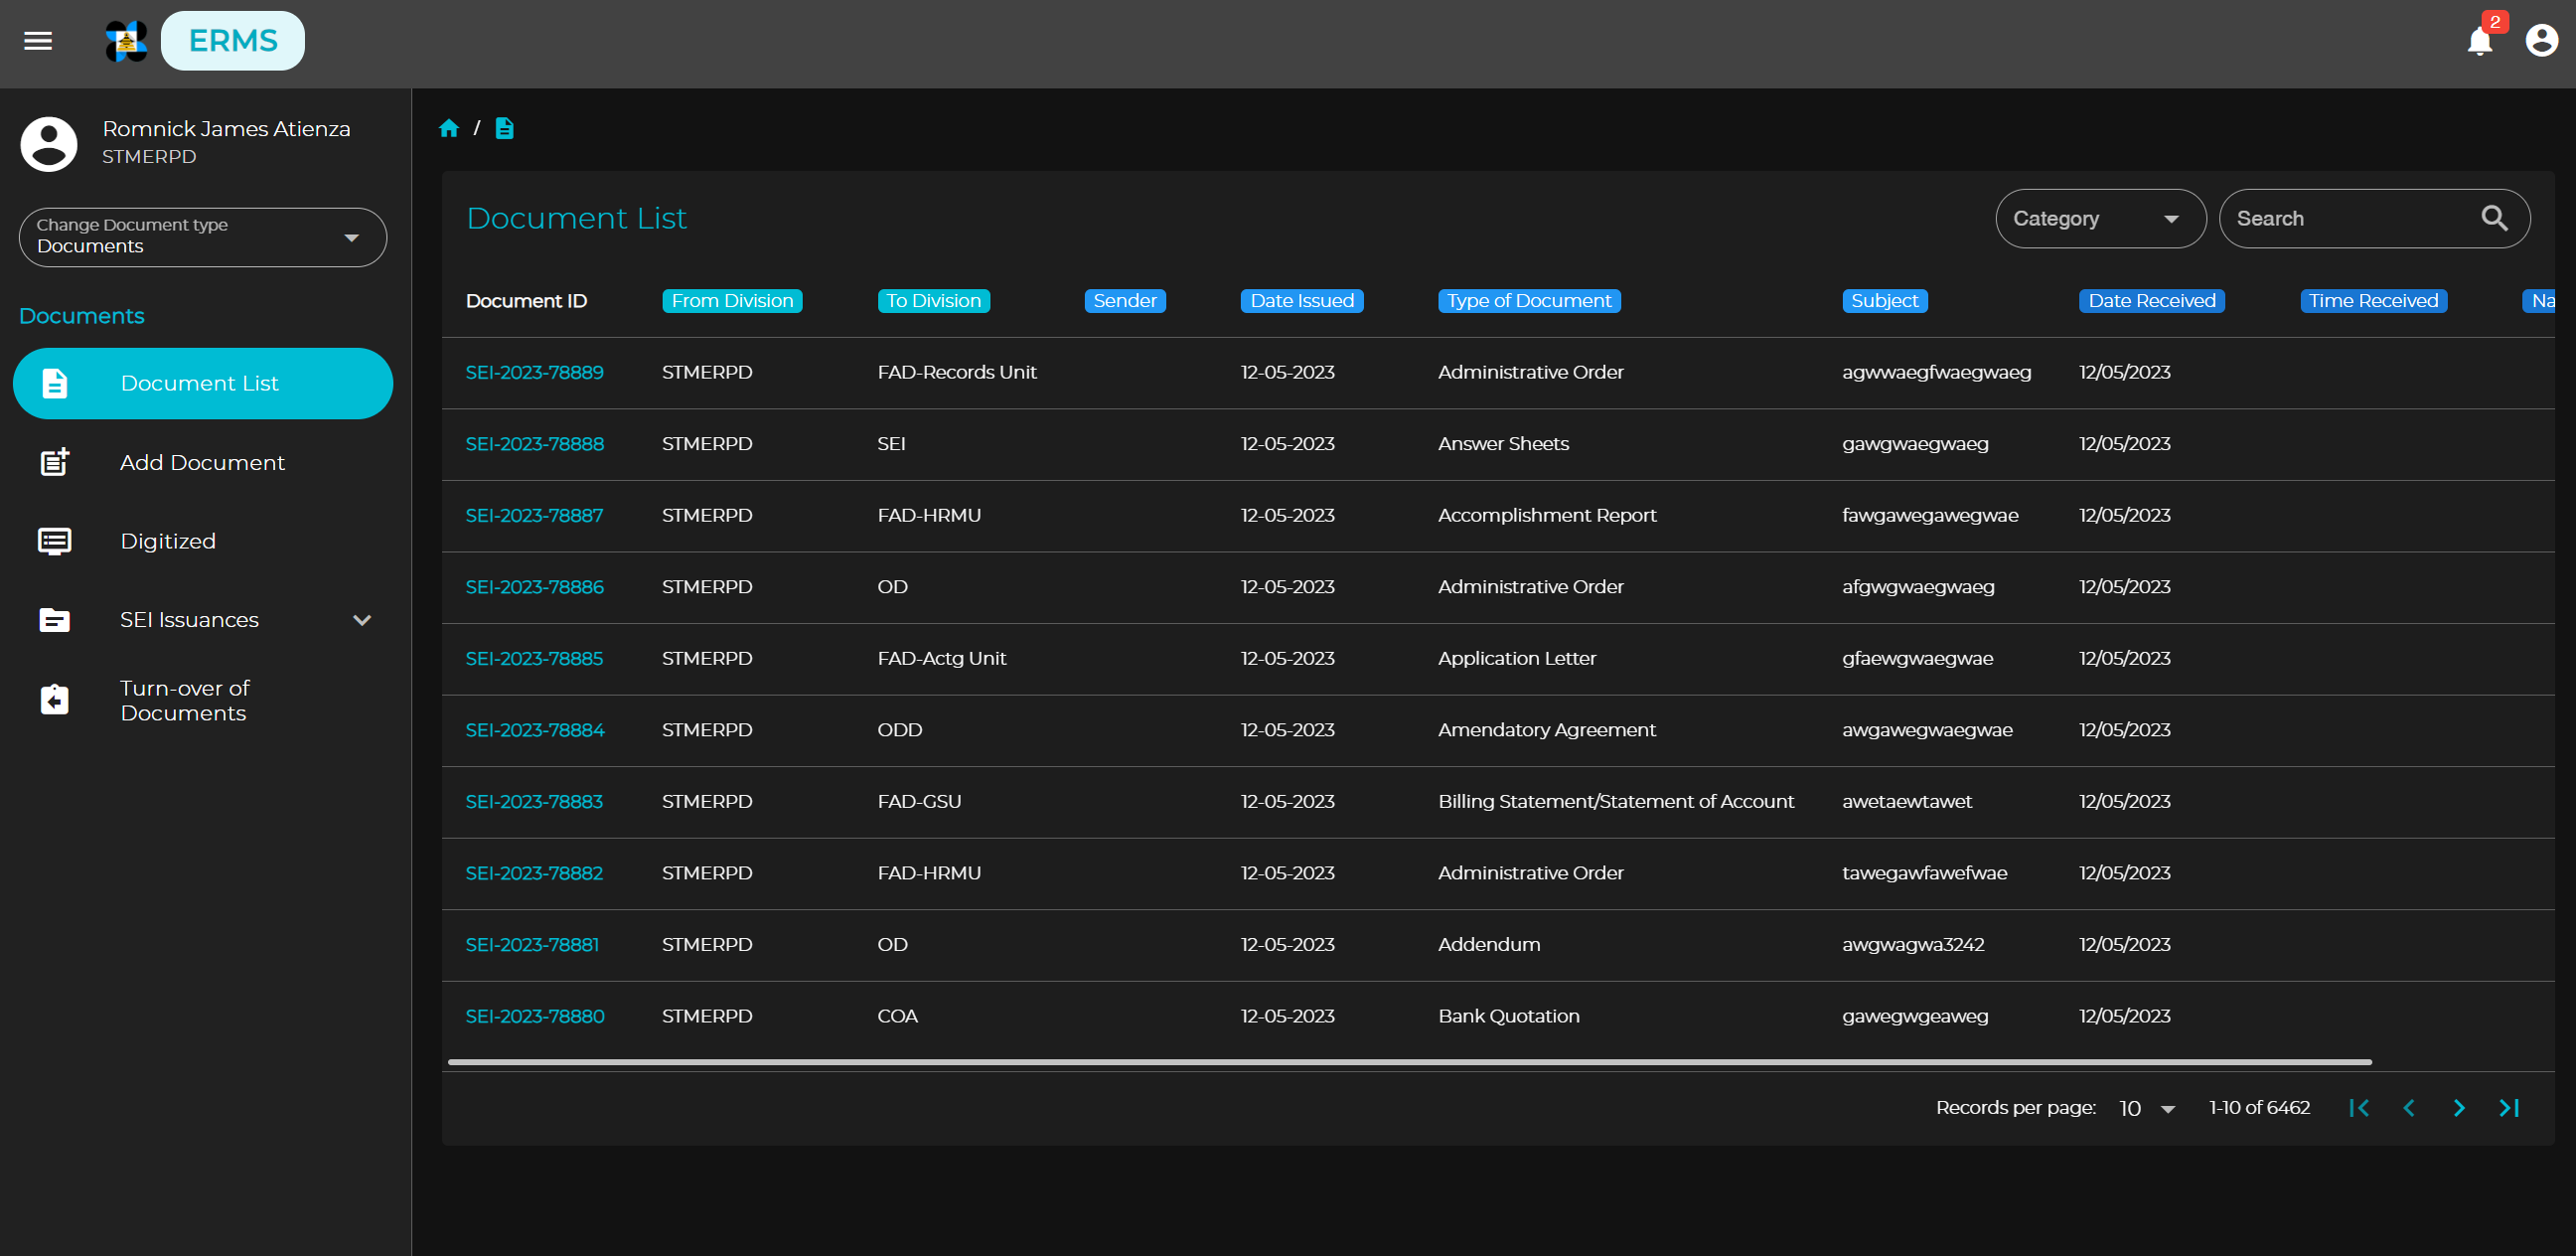 ERMS
2
Romnick James Atienza
STMERPD
Change Document type
Documents
Documents
Document List
Add Document
Digitized
SEI Issuances
Turn-over of
Documents
/
Document List
Category
Search
Document ID From Division To Division Sender Date Issued Type of Document Subject Date Received Time Received Na
SEI-2023-78889 STMERPD FAD-Records Unit 12-05-2023 Administrative Order agwwaegfwaegwaeg 12/05/2023
SEI-2023-78888 STMERPD SEI 12-05-2023 Answer Sheets gawgwaegwaeg 12/05/2023
SEI-2023-78887 STMERPD FAD-HRMU 12-05-2023 Accomplishment Report fawgawegawegwae 12/05/2023
SEI-2023-78886 STMERPD OD 12-05-2023 Administrative Order afgwgwaegwaeg 12/05/2023
SEI-2023-78885 STMERPD FAD-Actg Unit 12-05-2023 Application Letter gfaewgwaegwae 12/05/2023
SEI-2023-78884 STMERPD ODD 12-05-2023 Amendatory Agreement awgawegwaegwae 12/05/2023
SEI-2023-78883 STMERPD FAD-GSU 12-05-2023 Billing Statement/Statement of Account awetaewtawet 12/05/2023
SEI-2023-78882 STMERPD FAD-HRMU 12-05-2023 Administrative Order tawegawfawefwae 12/05/2023
SEI-2023-78881 STMERPD OD 12-05-2023 Addendum awgwagwa3242 12/05/2023
SEI-2023-78880 STMERPD COA 12-05-2023 Bank Quotation gawegwgeaweg 12/05/2023
Records per page: 10 1-10 of 6462